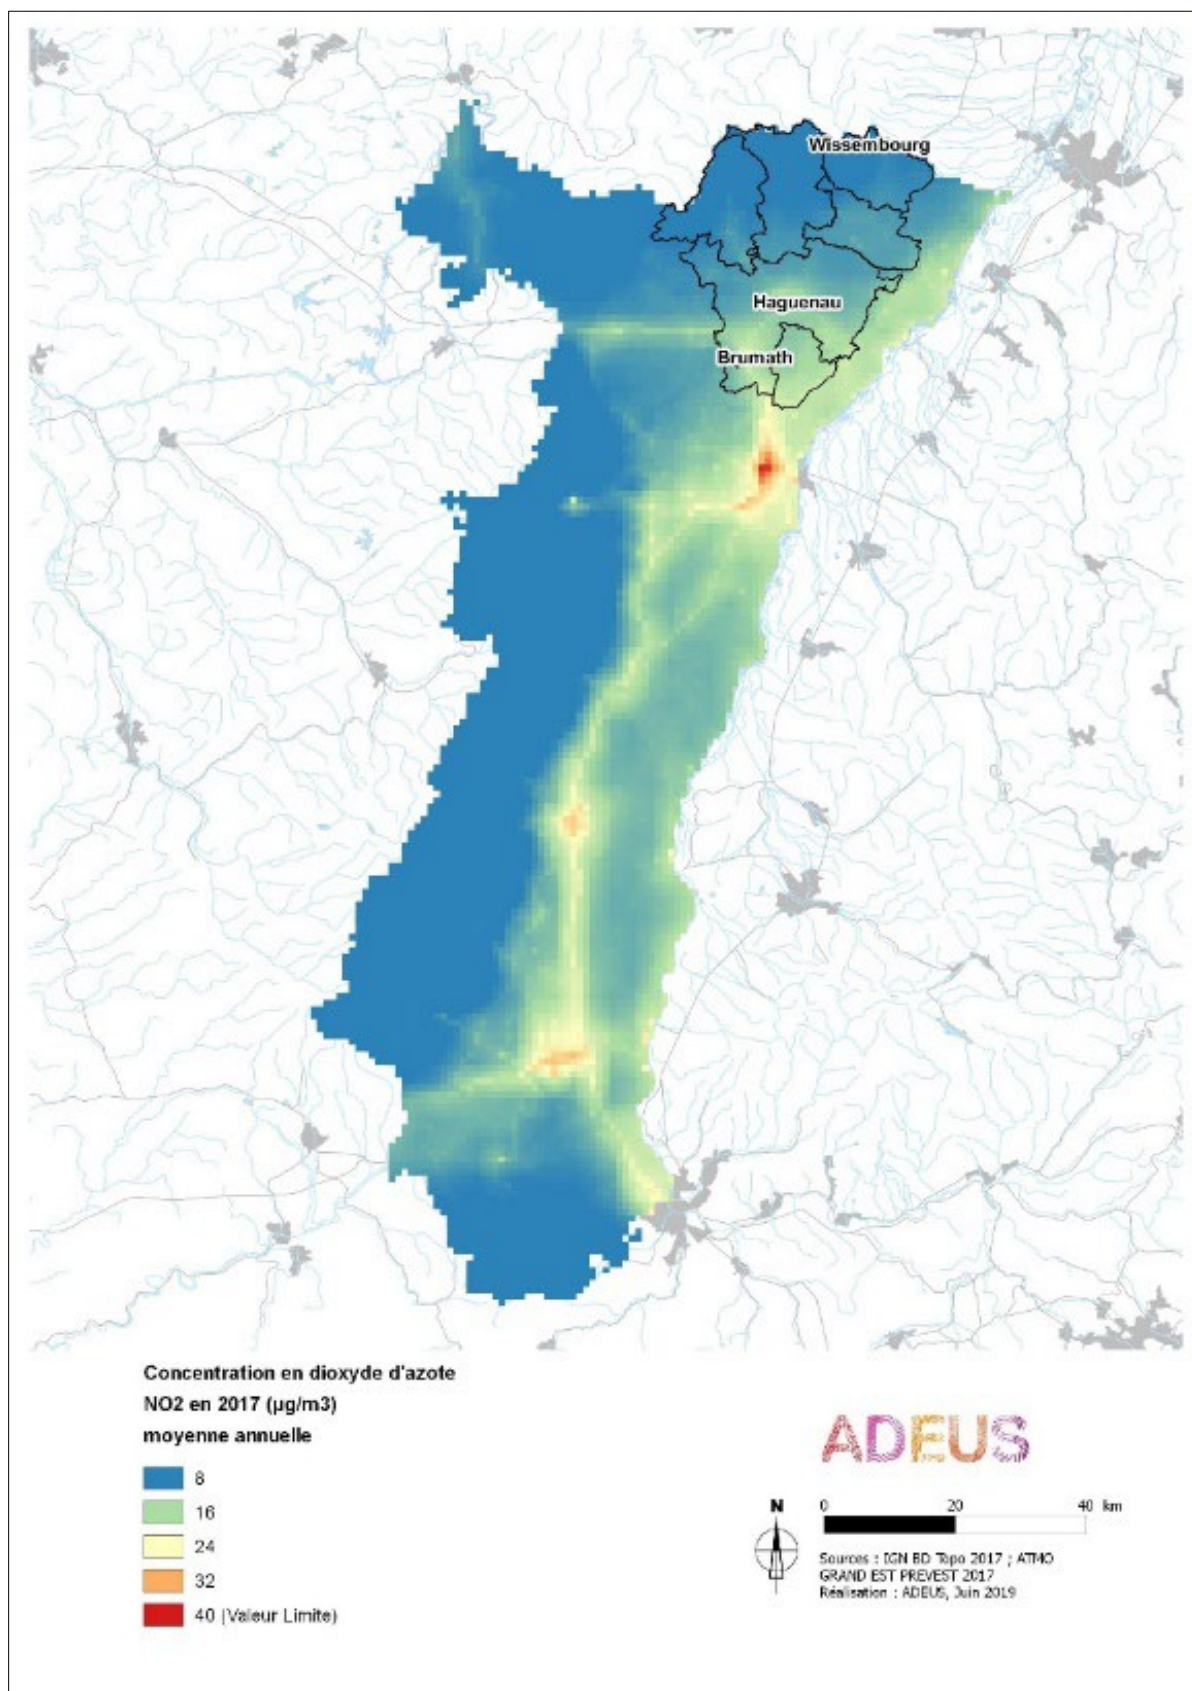 Wissembourg
Haguenau
Brumath
Concentration en dioxyde d'azote
NO2 en 2017 (µg/m3)
moyenne annuelle
8
16
24
32
40 (Valeur Limite)
ADEUS
N
0 20 40 km
Sources : IGN BD Topo 2017 ; ATMO
GRAND EST PREVEST 2017
Réalisation : ADEUS, Juin 2019